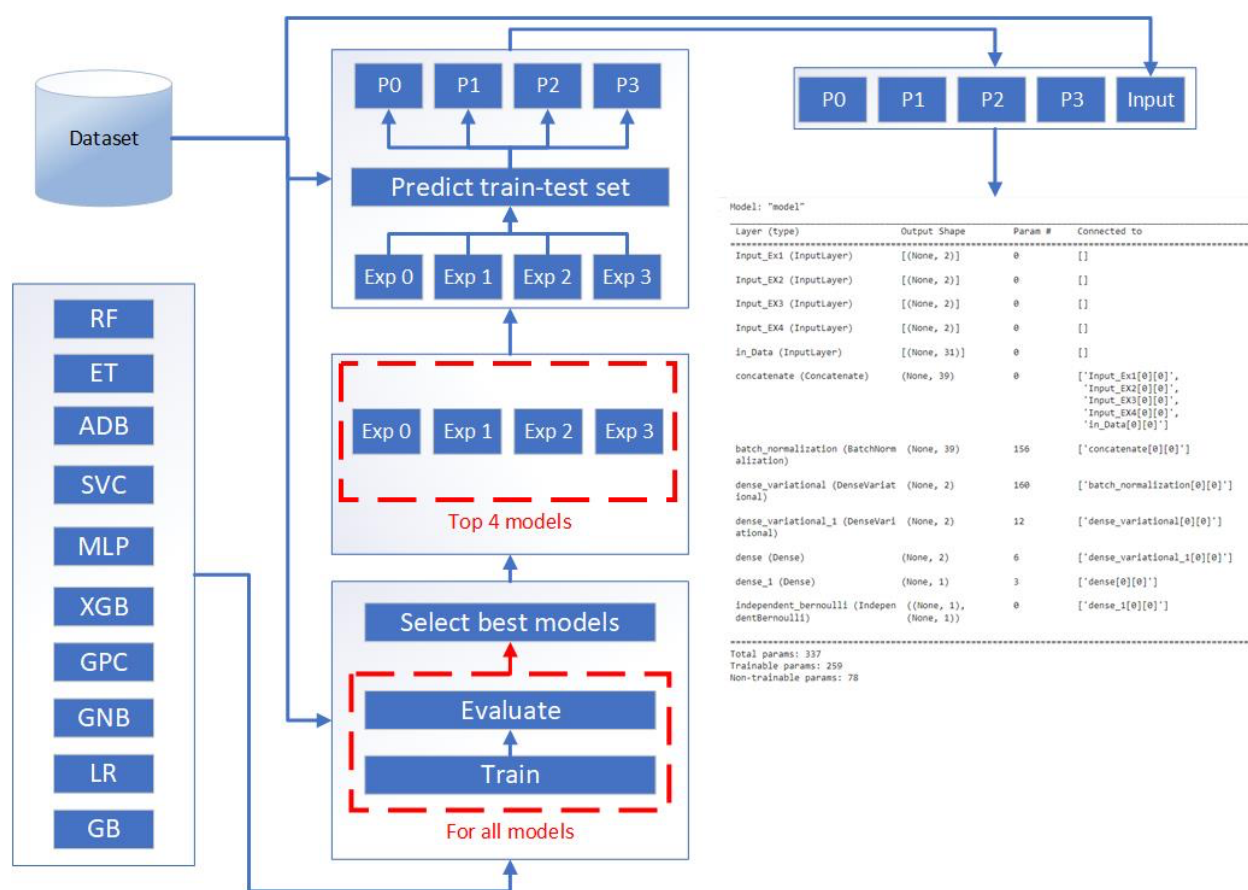 Dataset
P0 P1 P2 P3
Predict train-test set
Exp 0 Exp 1 Exp 2 Exp 3
P0 P1 P2 P3 Input
RF
ET
ADB
SVC
MLP
XGB
GPC
GNB
LR
GB
Exp 0 Exp 1 Exp 2 Exp 3
Top 4 models
Select best models
Evaluate
Train
For all models
Model: "model"
Layer (type) Output Shape Param # Connected to
Input_Ex1 (InputLayer) [(None, 2)] 0 []
Input_EX2 (InputLayer) [(None, 2)] 0 []
Input_EX3 (InputLayer) [(None, 2)] 0 []
Input_EX4 (InputLayer) [(None, 2)] 0 []
in_Data (InputLayer) [(None, 31)] 0 []
concatenate (Concatenate) (None, 39) 0 ['Input_Ex1[0][0]',
'Input_EX2[0][0]',
'Input_EX3[0][0]',
'Input_EX4[0][0]',
'in_Data[0][0]']
batch_normalization (BatchNorm (None, 39) 156 ['concatenate[0][0]']
alization)
dense_variational (DenseVariat (None, 2) 160 ['batch_normalization[0][0]']
ional)
dense_variational_1 (DenseVari (None, 2) 12 ['dense_variational[0][0]']
ational)
dense (Dense) (None, 2) 6 ['dense_variational_1[0][0]']
dense_1 (Dense) (None, 1) 3 ['dense[0][0]']
independent_bernoulli (Indepen ((None, 1), 0 ['dense_1[0][0]']
dentBernoulli) (None, 1))
Total params: 337
Trainable params: 259
Non-trainable params: 78